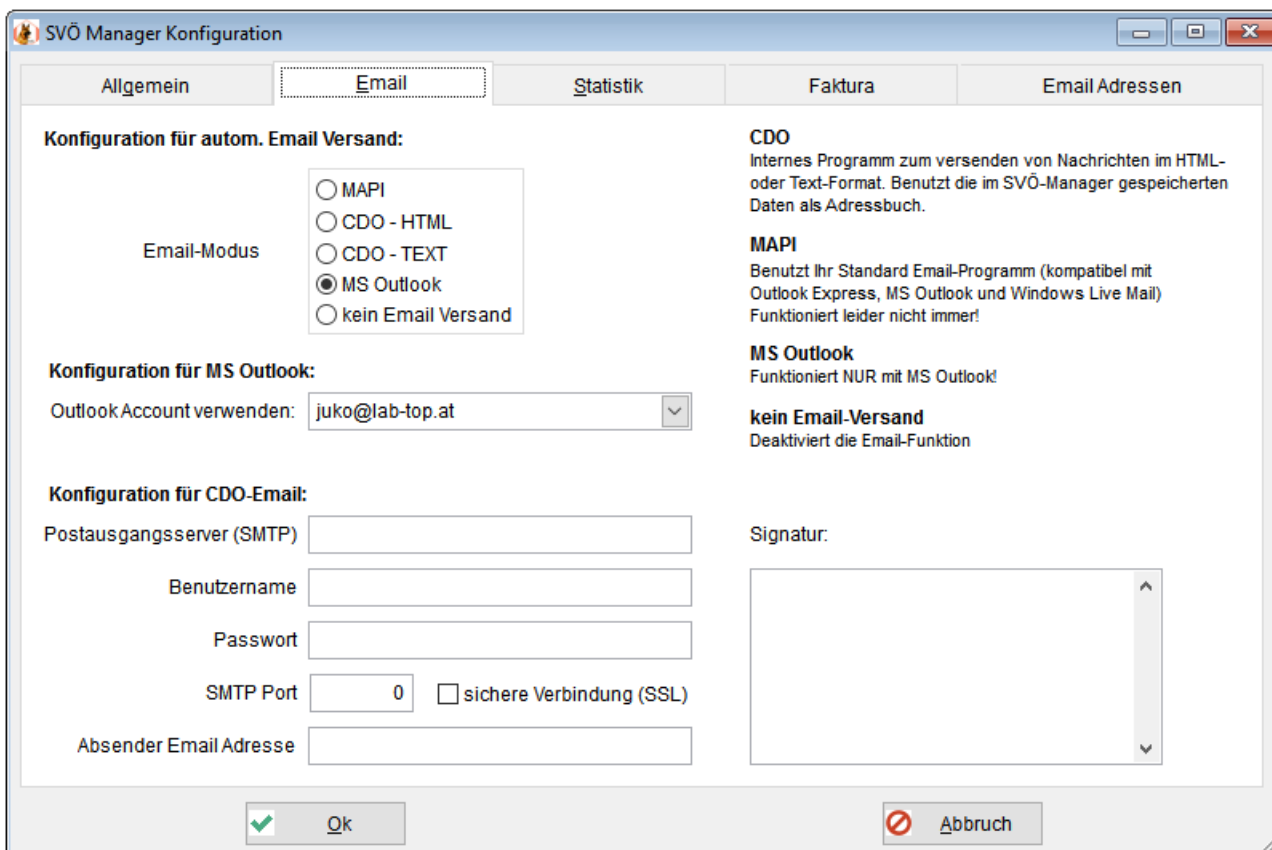 SVÖ Manager Konfiguration
Allgemein
Email
Statistik
Faktura
Email Adressen
Konfiguration für autom. Email Versand:
Email-Modus
MAPI
CDO - HTML
CDO - TEXT
MS Outlook
kein Email Versand
Konfiguration für MS Outlook:
Outlook Account verwenden: juko@lab-top.at
Konfiguration für CDO-Email:
Postausgangsserver (SMTP)
Benutzername
Passwort
SMTP Port 0 sichere Verbindung (SSL)
Absender Email Adresse
CDO
Internes Programm zum versenden von Nachrichten im HTML-
oder Text-Format. Benutzt die im SVÖ-Manager gespeicherten
Daten als Adressbuch.
MAPI
Benutzt Ihr Standard Email-Programm (kompatibel mit
Outlook Express, MS Outlook und Windows Live Mail)
Funktioniert leider nicht immer!
MS Outlook
Funktioniert NUR mit MS Outlook!
kein Email-Versand
Deaktiviert die Email-Funktion
Signatur:
Ok
Abbruch